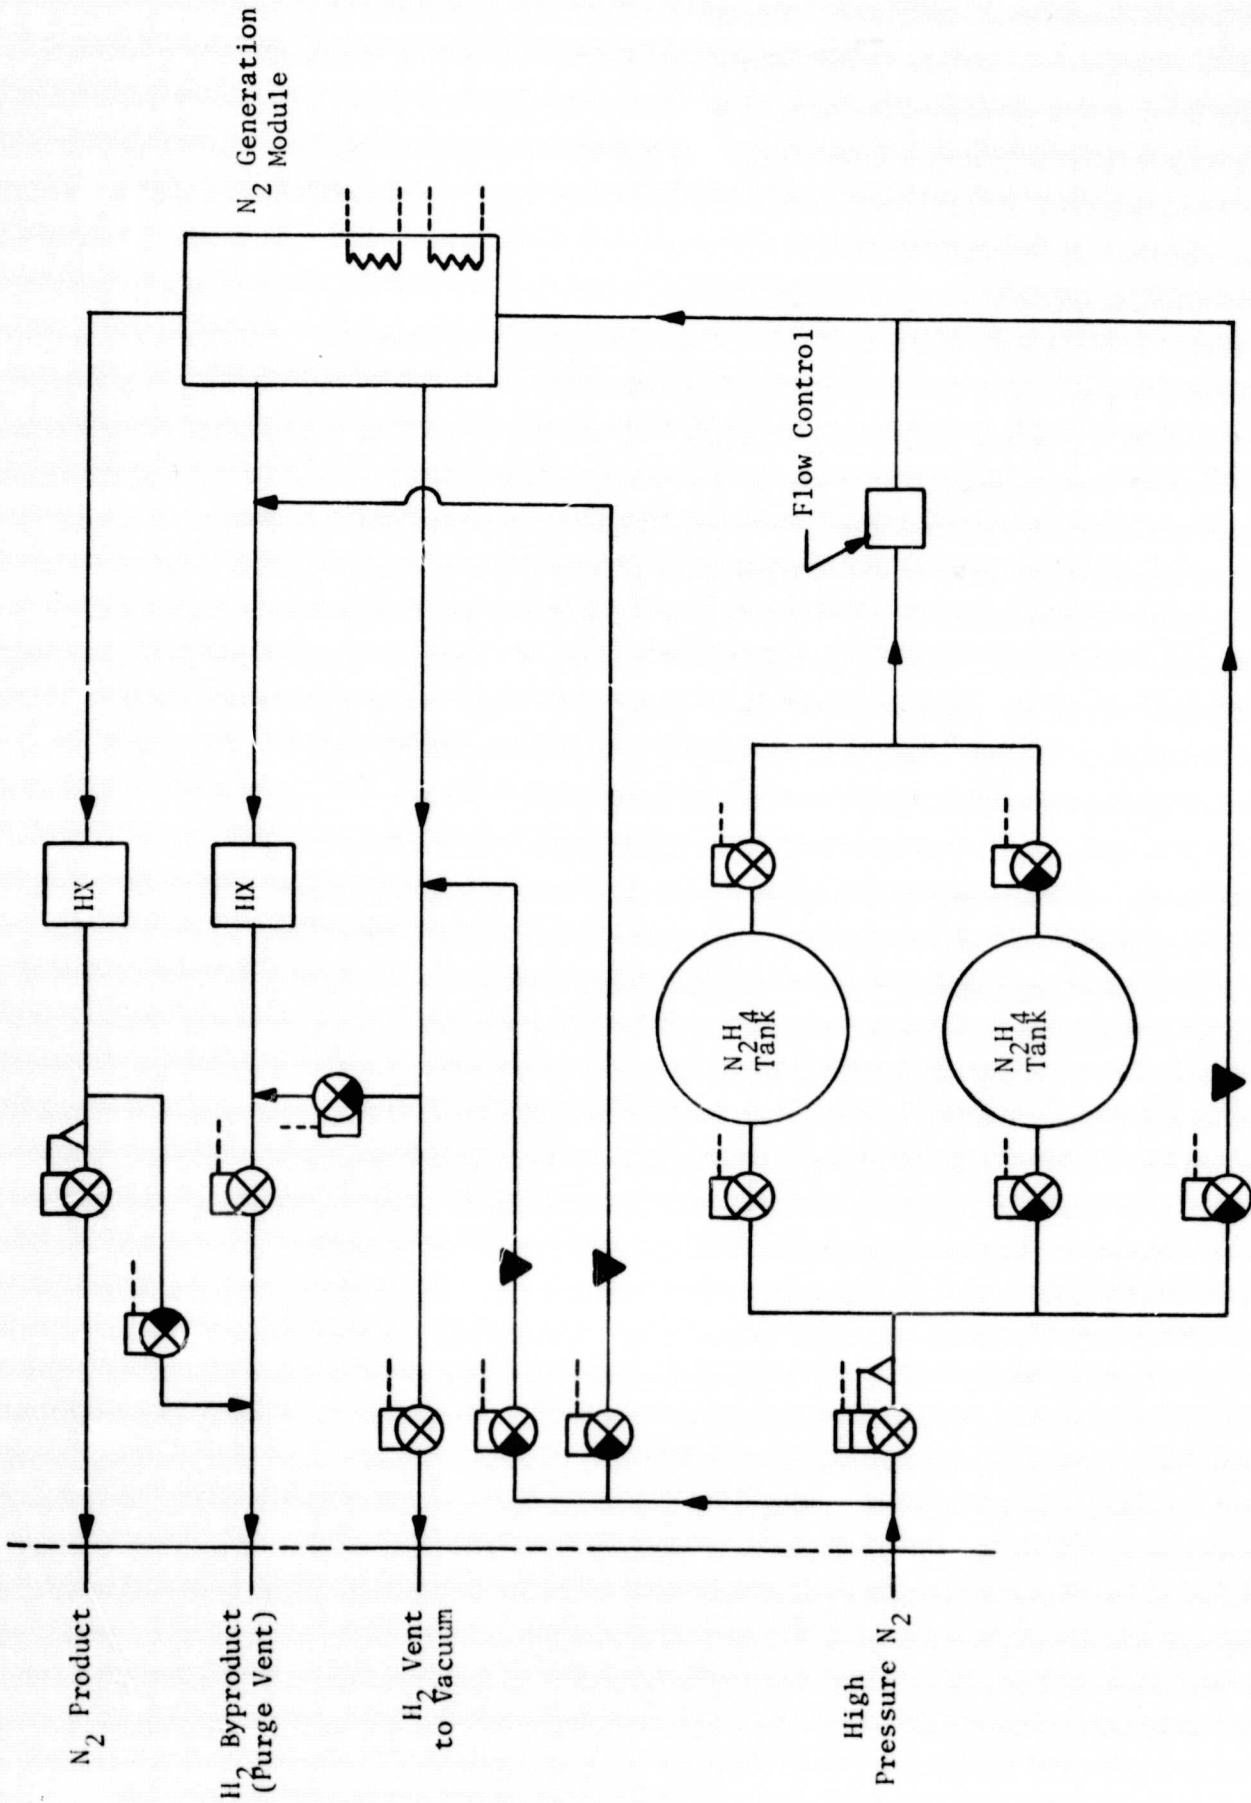 N2 Product
H2 Byproduct
(Purge Vent)
H2 Vent
to Vacuum
High
Pressure N2
HX
HX
N2H4
Tank
N2H4
Tank
Flow Control
N2 Generation
Module